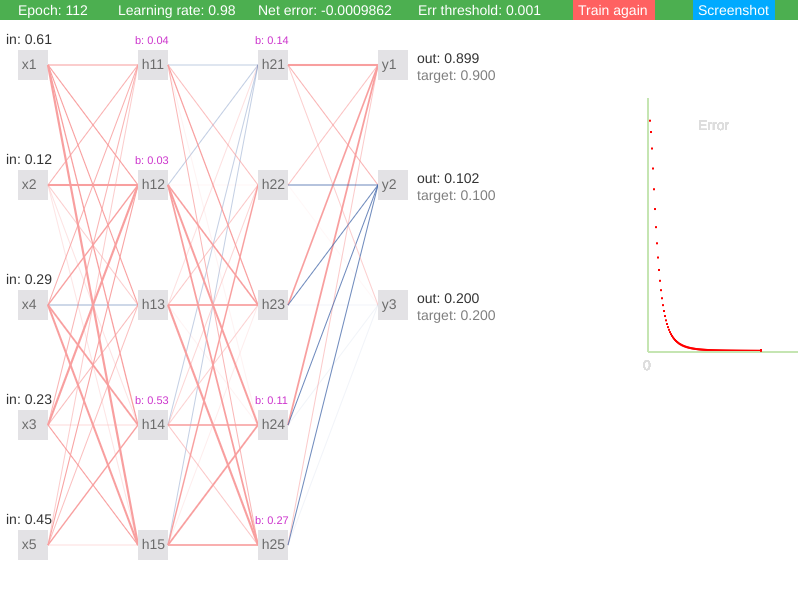 Epoch: 112 Learning rate: 0.98 Net error: -0.0009862 Err threshold: 0.001 Train again Screenshot
in: 0.61 b: 0.04 b: 0.14
x1 h11 h21 y1 out: 0.899
target: 0.900
Error
in: 0.12 b: 0.03
x2 h12 h22 y2 out: 0.102
target: 0.100
in: 0.29
x4 h13 h23 y3 out: 0.200
target: 0.200
0
in: 0.23 b: 0.53 b: 0.11
x3 h14 h24
in: 0.45 b: 0.27
x5 h15 h25